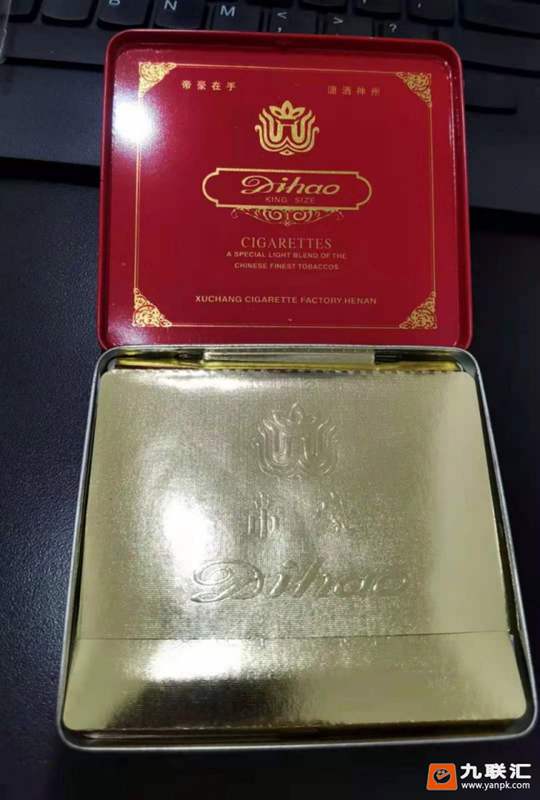 帝豪在手 潇洒神州
Dihao
KING SIZE
CIGARETTES
A SPECIAL LIGHT BLEND OF THE
CHINESE FINEST TOBACCOS
XUCHANG CIGARETTE FACTORY.HENAN
帝豪
Dihao
九联汇
www.yanpk.com